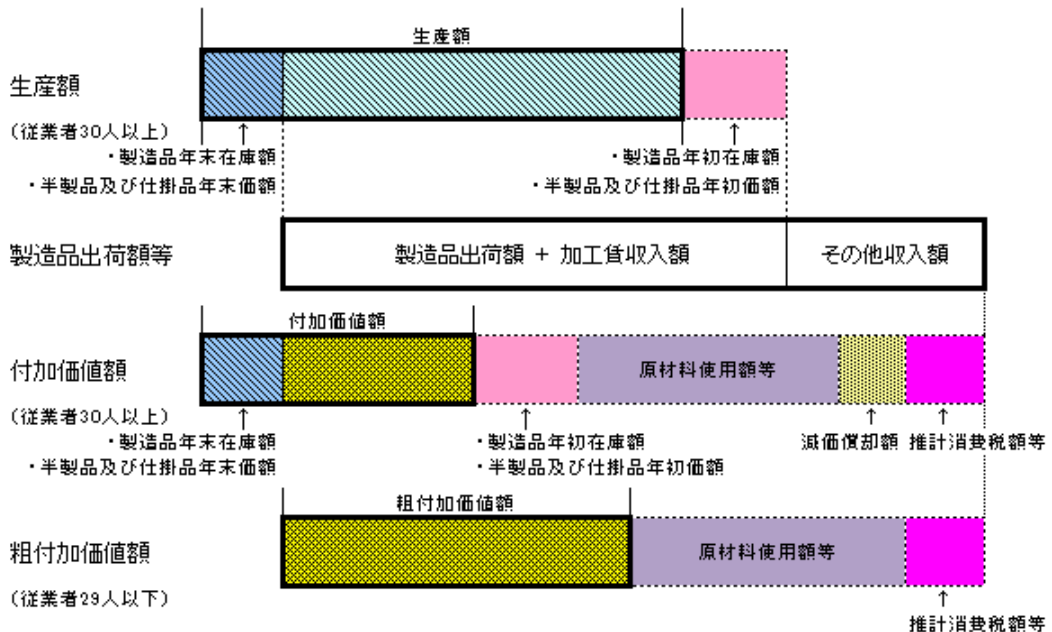 生産額
生産額
(従業者30人以上)
↑
・製造品年末在庫額
・半製品及び仕掛品年末価額
↑
・製造品年初在庫額
・半製品及び仕掛品年初価額
製造品出荷額等
製造品出荷額 + 加工賃収入額
その他収入額
付加価値額
付加価値額
原材料使用額等
(従業者30人以上)
↑
・製造品年末在庫額
・半製品及び仕掛品年末価額
↑
・製造品年初在庫額
・半製品及び仕掛品年初価額
↑
減価償却額
↑
推計消費税額等
粗付加価値額
粗付加価値額
原材料使用額等
(従業者29人以下)
↑
推計消費税額等